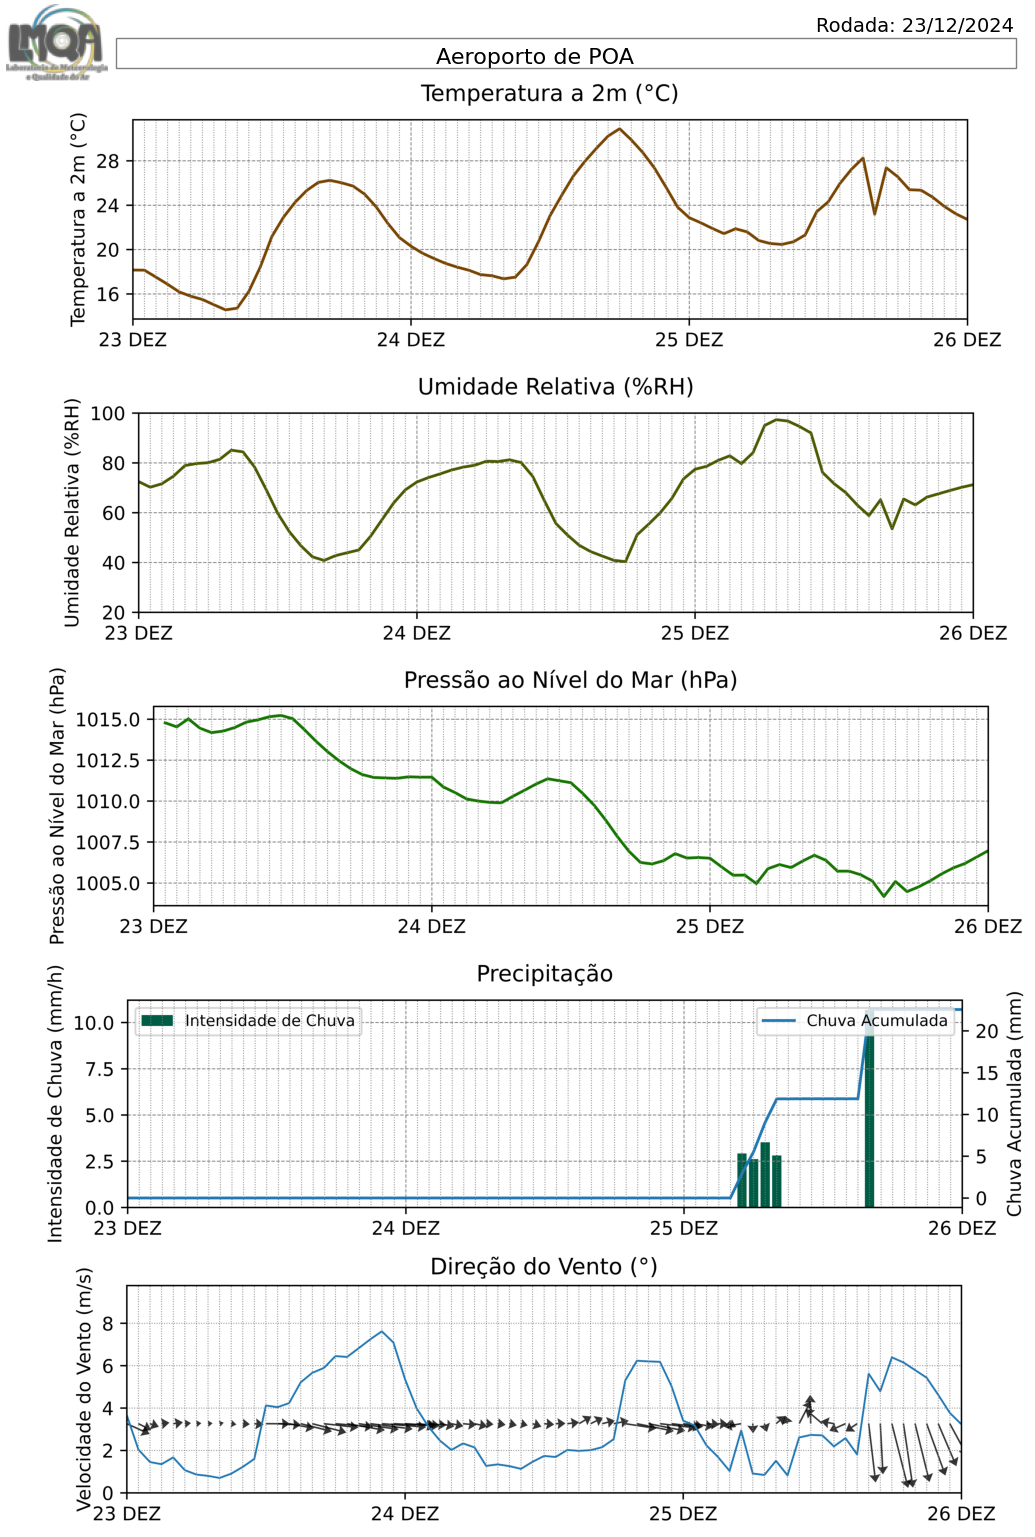 LMQA
Laboratório de Meteorologia
e Qualidade do Ar
Rodada: 23/12/2024
Aeroporto de POA
Temperatura a 2m (°C)
Temperatura a 2m (°C)
28
24
20
16
23 DEZ 24 DEZ 25 DEZ 26 DEZ
Umidade Relativa (%RH)
Umidade Relativa (%RH)
100
80
60
40
20
23 DEZ 24 DEZ 25 DEZ 26 DEZ
Pressão ao Nível do Mar (hPa)
Pressão ao Nível do Mar (hPa)
1015.0
1012.5
1010.0
1007.5
1005.0
23 DEZ 24 DEZ 25 DEZ 26 DEZ
Precipitação
Intensidade de Chuva (mm/h)
10.0
7.5
5.0
2.5
0.0
Intensidade de Chuva
Chuva Acumulada
20
15
10
5
0
Chuva Acumulada (mm)
23 DEZ 24 DEZ 25 DEZ 26 DEZ
Direção do Vento (°)
Velocidade do Vento (m/s)
8
6
4
2
0
23 DEZ 24 DEZ 25 DEZ 26 DEZ